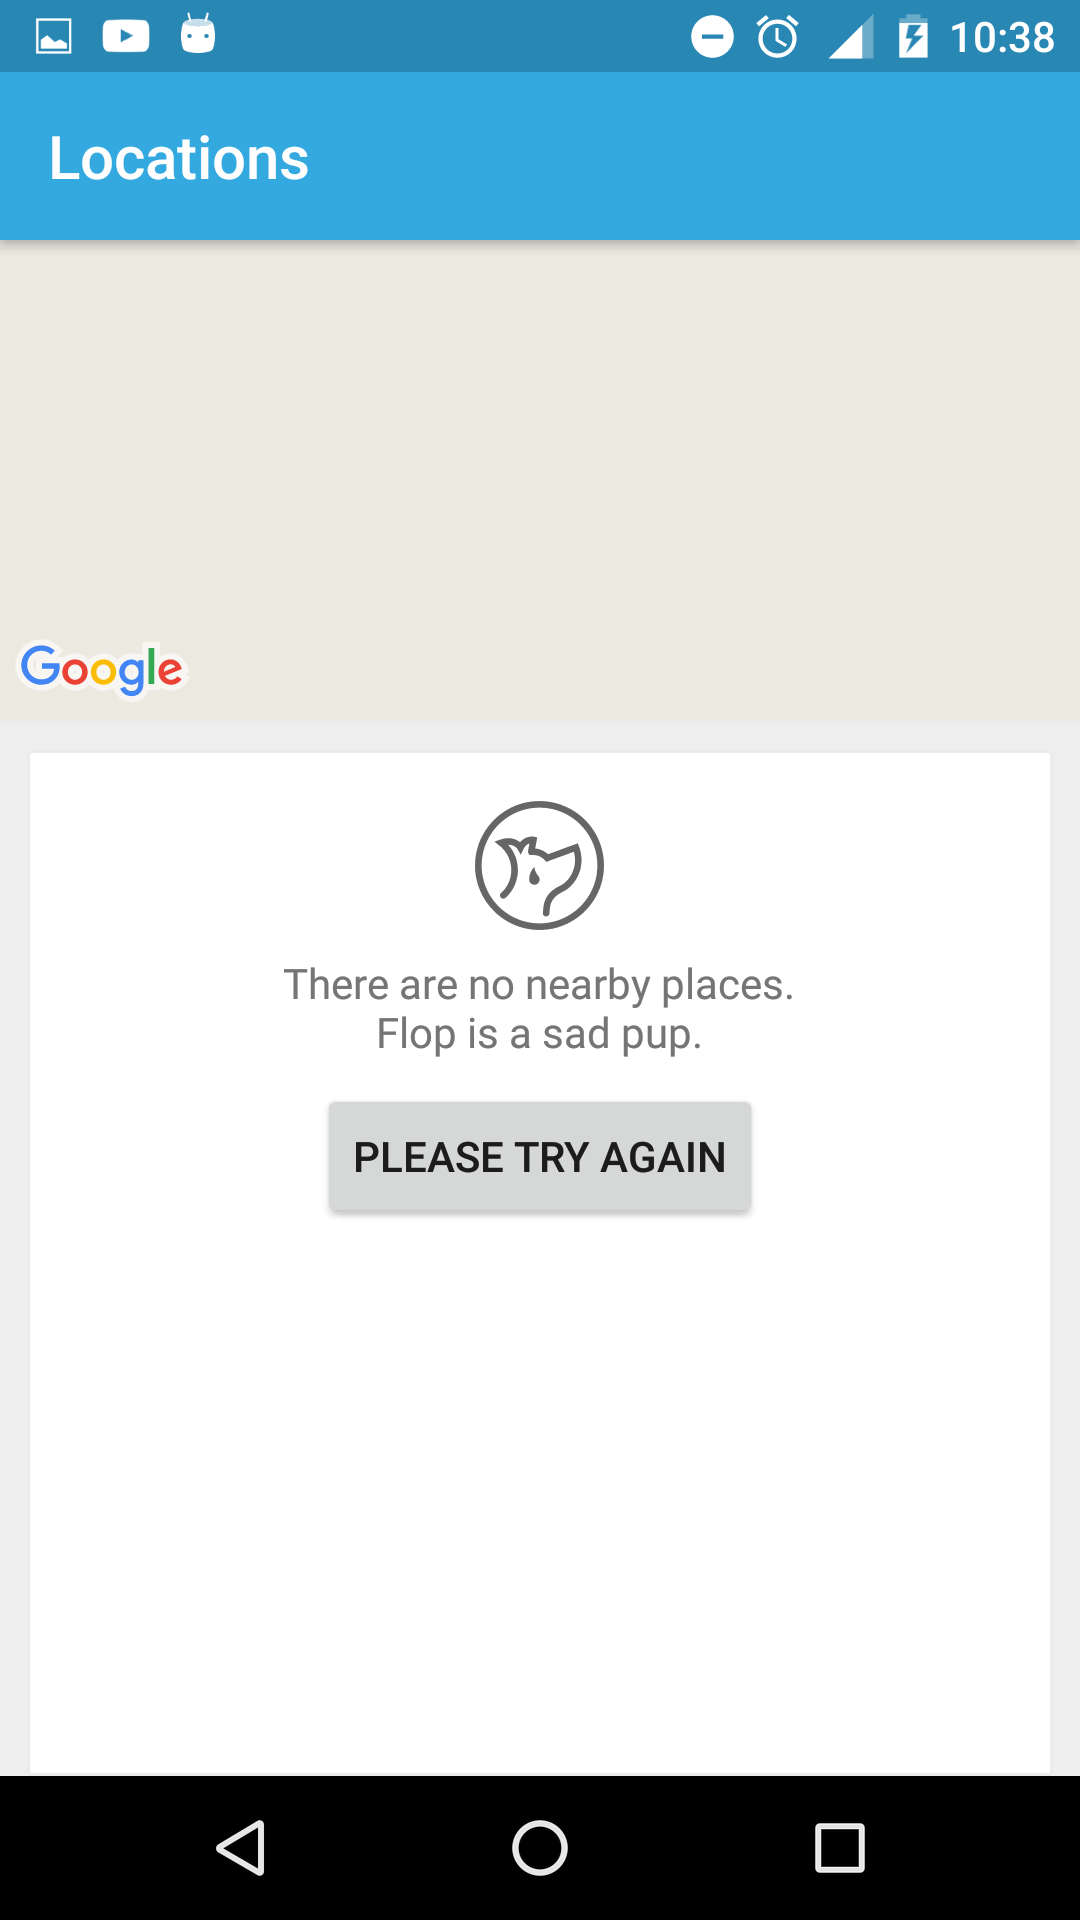 10:38
Locations
Google
There are no nearby places.
Flop is a sad pup.
PLEASE TRY AGAIN